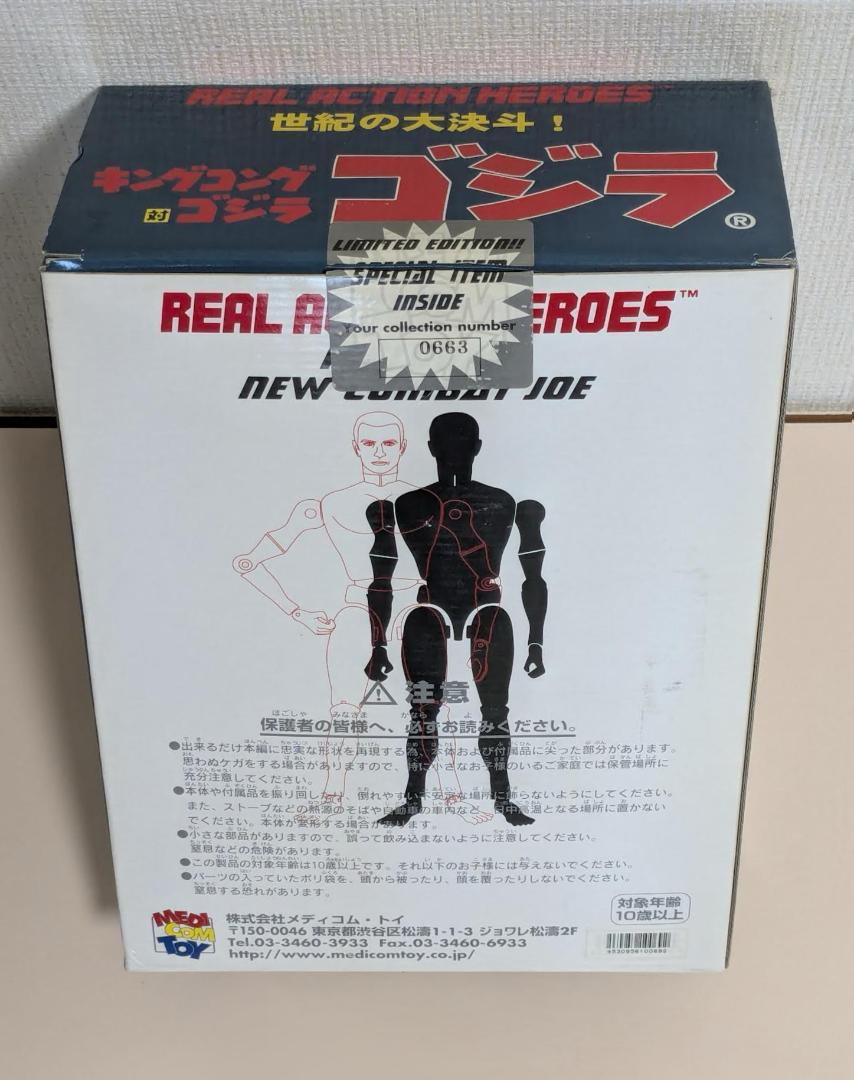 REAL ACTION HEROES
世紀の大決斗！
キングコング
対ゴジラ
ゴジラ®
LIMITED EDITION!!
SPECIAL ITEM
INSIDE
Your collection number
0663
REAL A EROES™
NEW COMBAT JOE
⚠注意
保護者の皆様へ、必ずお読みください。
●出来るだけ本編に忠実な形状を再現する為、本体および付属品に尖った部分があります。
思わぬケガをする場合がありますので、特に小さなお子様のいるご家庭では保管場所に
充分注意してください。
●本体や付属品を振り回したり、倒れやすい不安定な場所に飾らないようにしてください。
また、ストーブなどの熱源のそばや自動車の車内など、日中高温となる場所に置かない
でください。本体が変形する場合があります。
●小さな部品がありますので、誤って飲み込まないように注意してください。
窒息などの危険があります。
●この製品の対象年齢は10歳以上です。それ以下のお子様には与えないでください。
●パーツの入っていたポリ袋を、頭から被ったり、顔を覆ったりしないでください。
窒息する恐れがあります。
対象年齢
10歳以上
MEDI
COM
TOY
株式会社メディコム・トイ
〒150-0046 東京都渋谷区松濤1-1-3 ジョワレ松濤2F
Tel.03-3460-3933 Fax.03-3460-6933
http://www.medicomtoy.co.jp/